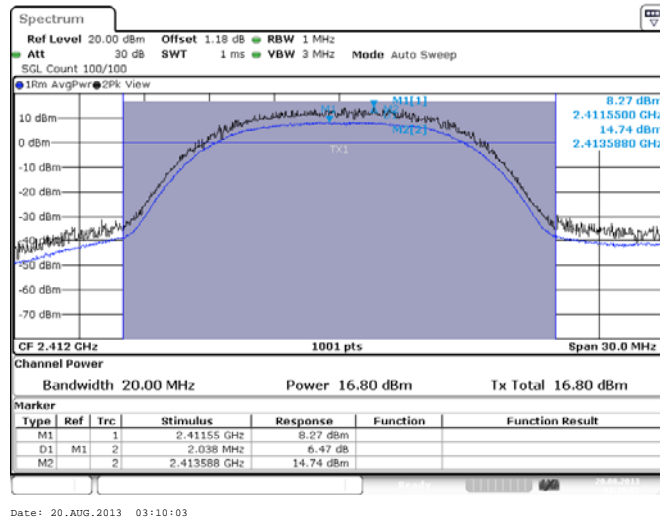 Spectrum
Ref Level 20.00 dBm Offset 1.18 dB RBW 1 MHz
Att 30 dB SWT 1 ms VBW 3 MHz Mode Auto Sweep
SGL Count 100/100
1Rm AvgPwr 2Pk View
M1[1] 8.27 dBm
2.4115500 GHz
M2[2] 14.74 dBm
2.4135880 GHz
M1
TX1
10 dBm
0 dBm
-10 dBm
-20 dBm
-30 dBm
-50 dBm
-60 dBm
-70 dBm
CF 2.412 GHz 1001 pts Span 30.0 MHz
Channel Power
Bandwidth 20.00 MHz Power 16.80 dBm Tx Total 16.80 dBm
Marker
Type Ref Trc Stimulus Response Function Function Result
M1 1 2.41155 GHz 8.27 dBm
D1 M1 2 2.038 MHz 6.47 dB
M2 2 2.413588 GHz 14.74 dBm
Ready
Date: 20.AUG.2013 03:10:03